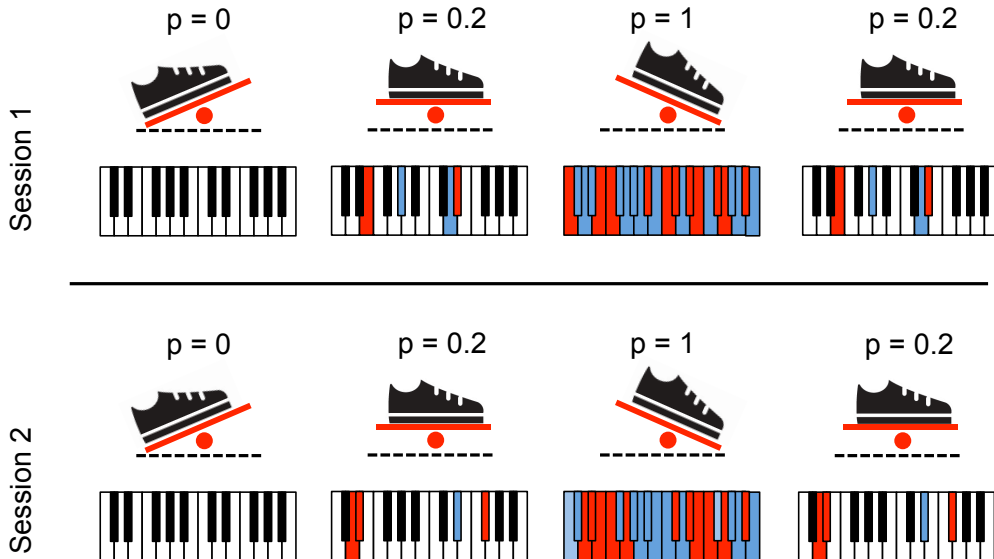 p = 0
p = 0.2
p = 1
p = 0.2
Session 1
p = 0
p = 0.2
p = 1
p = 0.2
Session 2